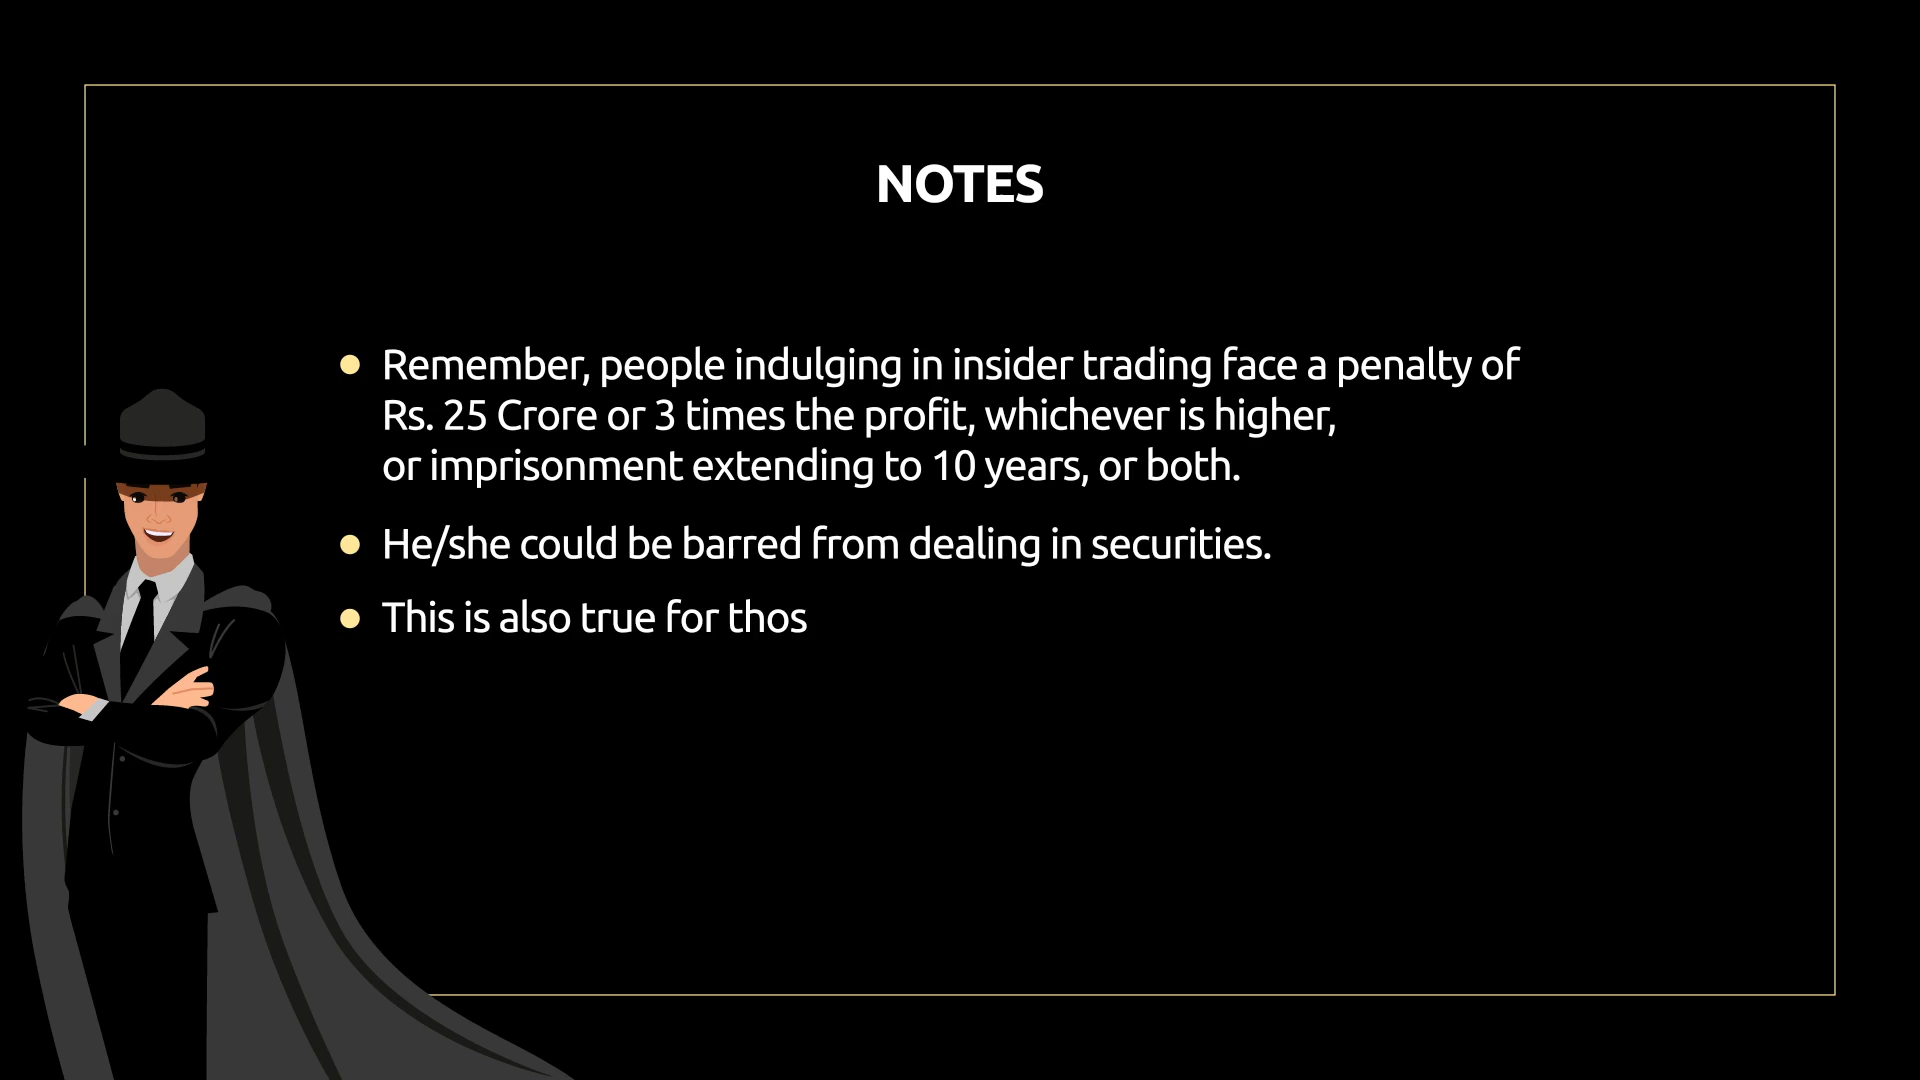 NOTES
Remember, people indulging in insider trading face a penalty of
Rs. 25 Crore or 3 times the profit, whichever is higher,
or imprisonment extending to 10 years, or both.
He/she could be barred from dealing in securities.
This is also true for thos